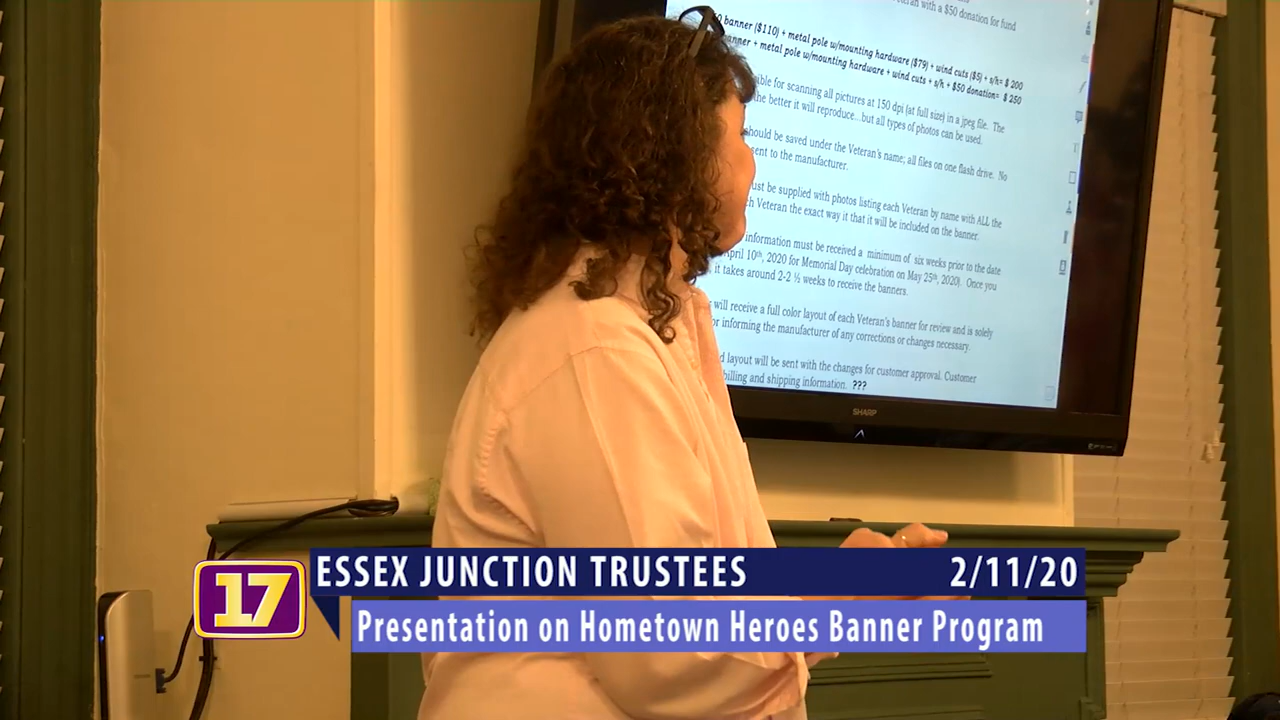 eran with a $50 donation for fund
banner ($110) + metal pole w/mounting hardware ($79) + wind cuts ($5) + s/h= $ 200
anner + metal pole w/mounting hardware + wind cuts + s/h + $50 donation= $ 250
ible for scanning all pictures at 150 dpi (at full size) in a jpeg file. The
the better it will reproduce...but all types of photos can be used.
should be saved under the Veteran's name; all files on one flash drive. No
sent to the manufacturer.
ust be supplied with photos listing each Veteran by name with ALL the
ch Veteran the exact way it that it will be included on the banner.
information must be received a minimum of six weeks prior to the date
April 10th, 2020 for Memorial Day celebration on May 25th, 2020). Once you
it takes around 2-2 ½ weeks to receive the banners.
will receive a full color layout of each Veteran's banner for review and is solely
or informing the manufacturer of any corrections or changes necessary.
d layout will be sent with the changes for customer approval. Customer
billing and shipping information. ???
SHARP
17
ESSEX JUNCTION TRUSTEES 2/11/20
Presentation on Hometown Heroes Banner Program